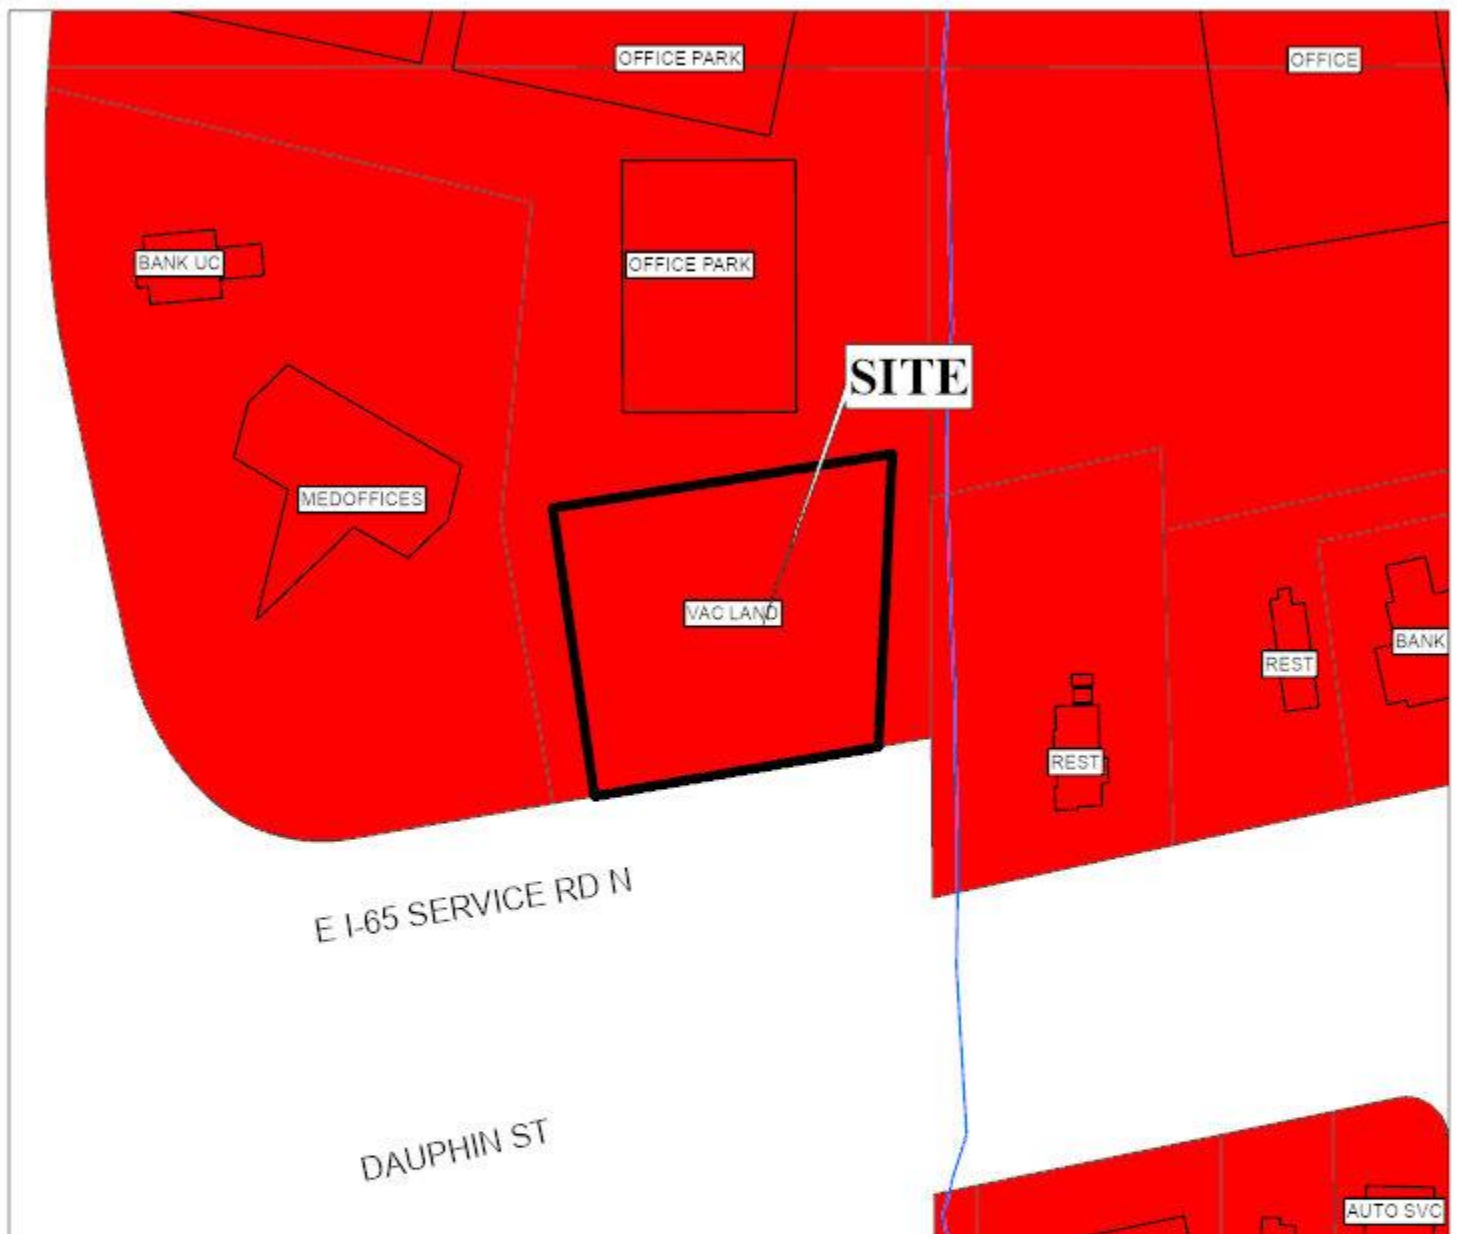 OFFICE PARK
OFFICE
BANK UC
OFFICE PARK
SITE
MEDOFFICES
VAC LAND
REST
BANK
REST
E I-65 SERVICE RD N
DAUPHIN ST
AUTO SVC